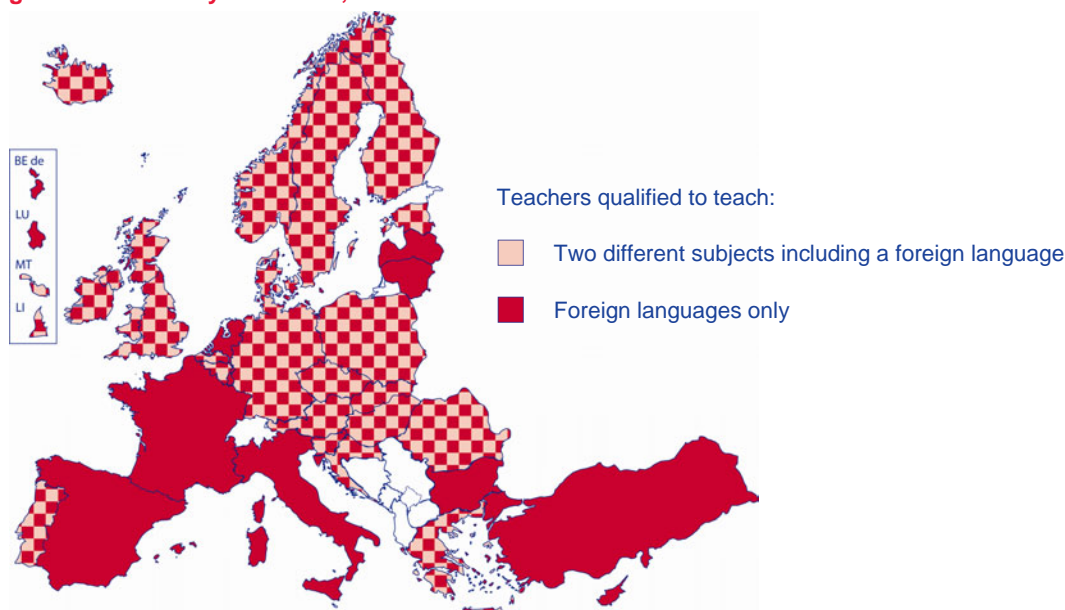 BE de
LU
MT
LI
Teachers qualified to teach:
Two different subjects including a foreign language
Foreign languages only